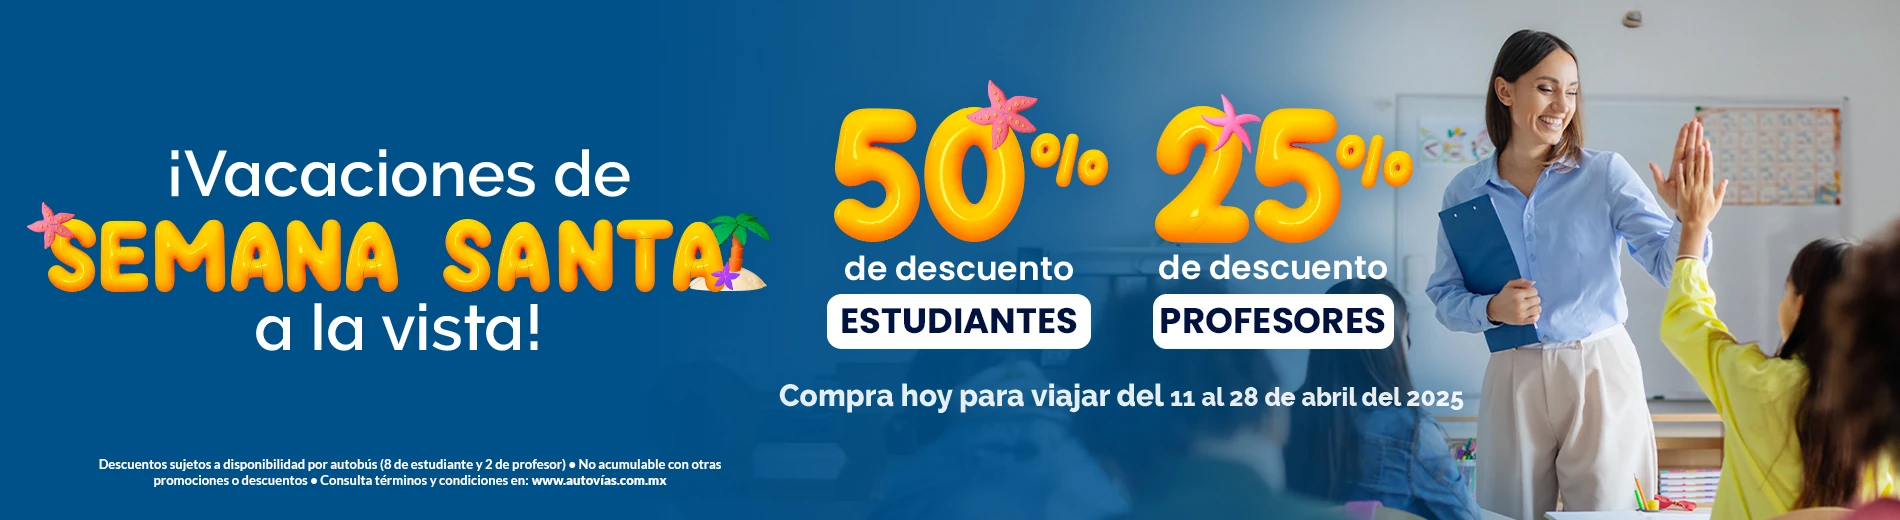 ¡Vacaciones de
SEMANA SANTA
a la vista!
50%
de descuento
ESTUDIANTES
25%
de descuento
PROFESORES
Compra hoy para viajar del 11 al 28 de abril del 2025
Descuentos sujetos a disponibilidad por autobús (8 de estudiante y 2 de profesor) • No acumulable con otras
promociones o descuentos • Consulta términos y condiciones en: www.autovías.com.mx